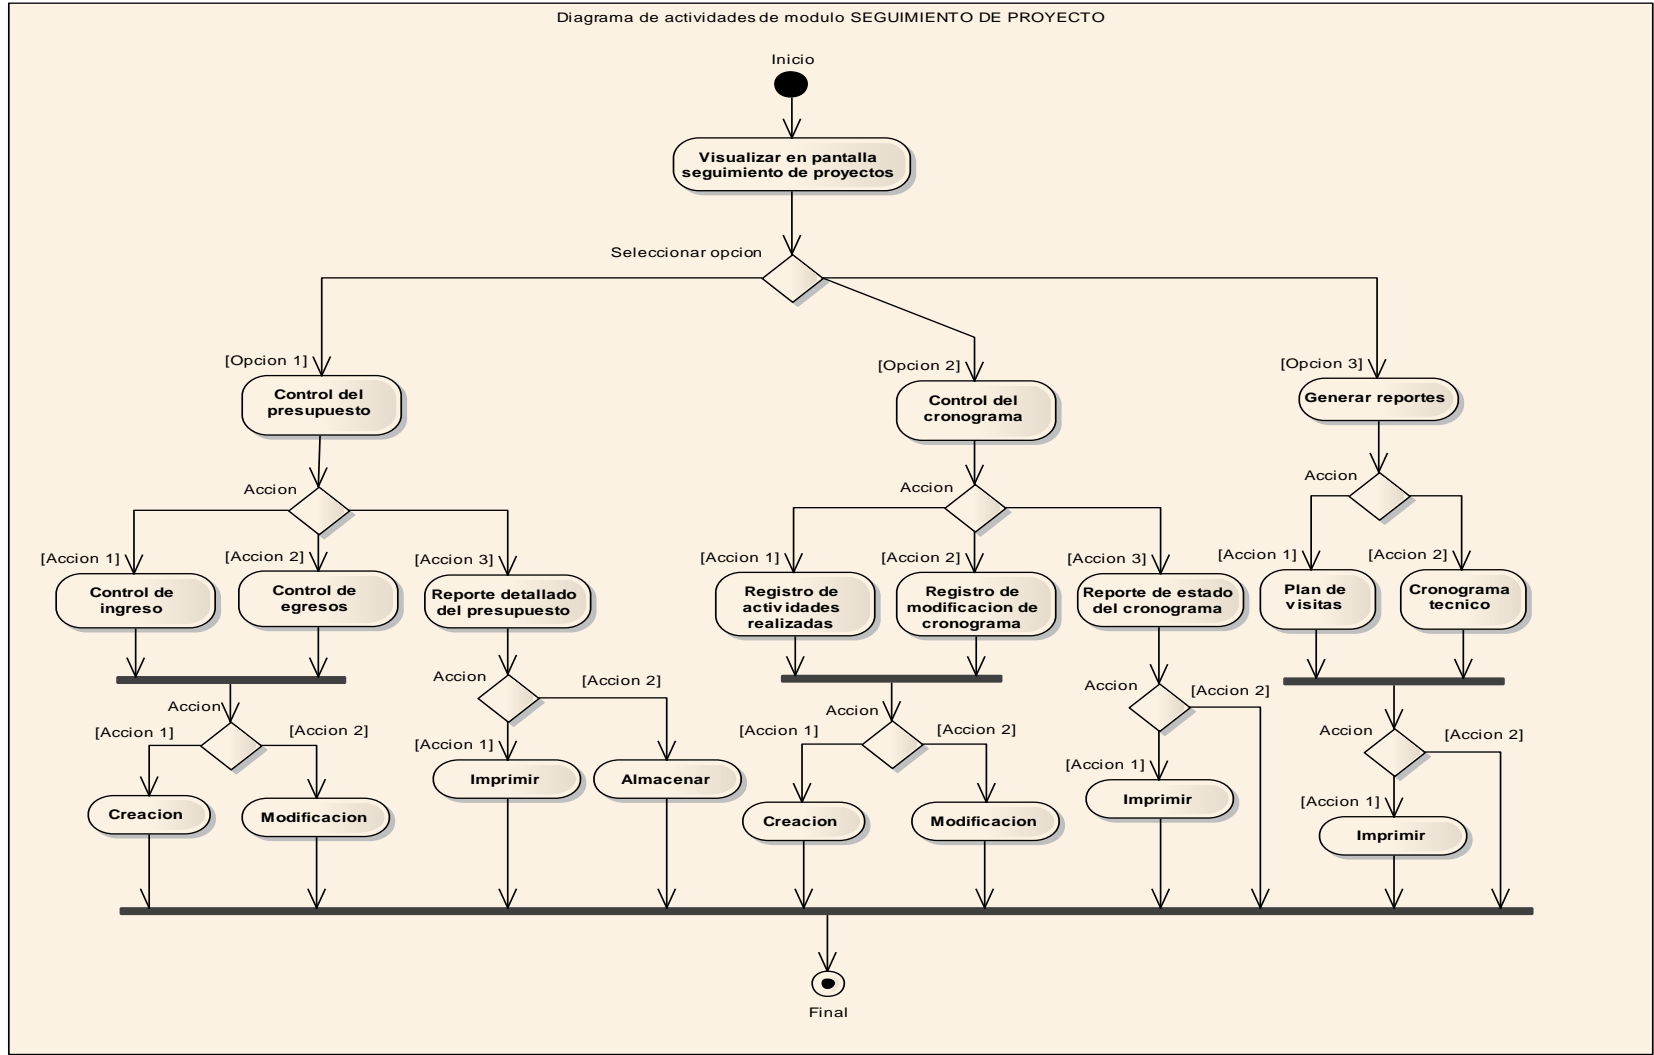 Diagrama de actividades de modulo SEGUIMIENTO DE PROYECTO
Inicio
Visualizar en pantalla
seguimiento de proyectos
Seleccionar opcion
[Opcion 1]
[Opcion 2]
[Opcion 3]
Control del
presupuesto
Control del
cronograma
Generar reportes
Accion
Accion
Accion
[Accion 1]
[Accion 2]
[Accion 3]
[Accion 1]
[Accion 2]
[Accion 3]
[Accion 1]
[Accion 2]
Control de
ingreso
Control de
egresos
Reporte detallado
del presupuesto
Registro de
actividades
realizadas
Registro de
modificacion de
cronograma
Reporte de estado
del cronograma
Plan de
visitas
Cronograma
tecnico
Accion
[Accion 1]
[Accion 2]
Accion
[Accion 2]
[Accion 1]
Accion
[Accion 1]
[Accion 2]
Accion
[Accion 2]
[Accion 1]
Accion
[Accion 2]
[Accion 1]
Creacion
Modificacion
Imprimir
Almacenar
Creacion
Modificacion
Imprimir
Imprimir
Final